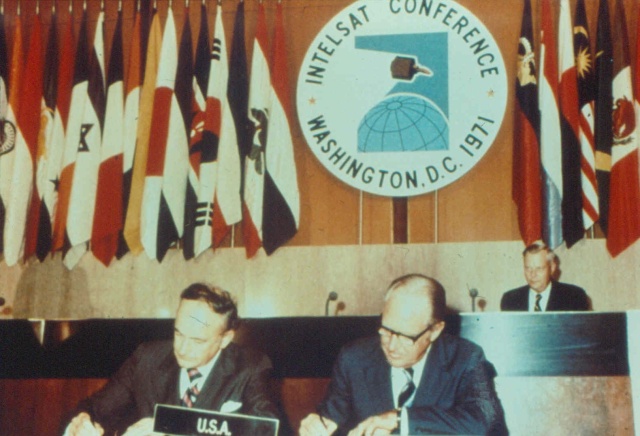 INTELSAT CONFERENCE
WASHINGTON, D.C. 1971
U.S.A.